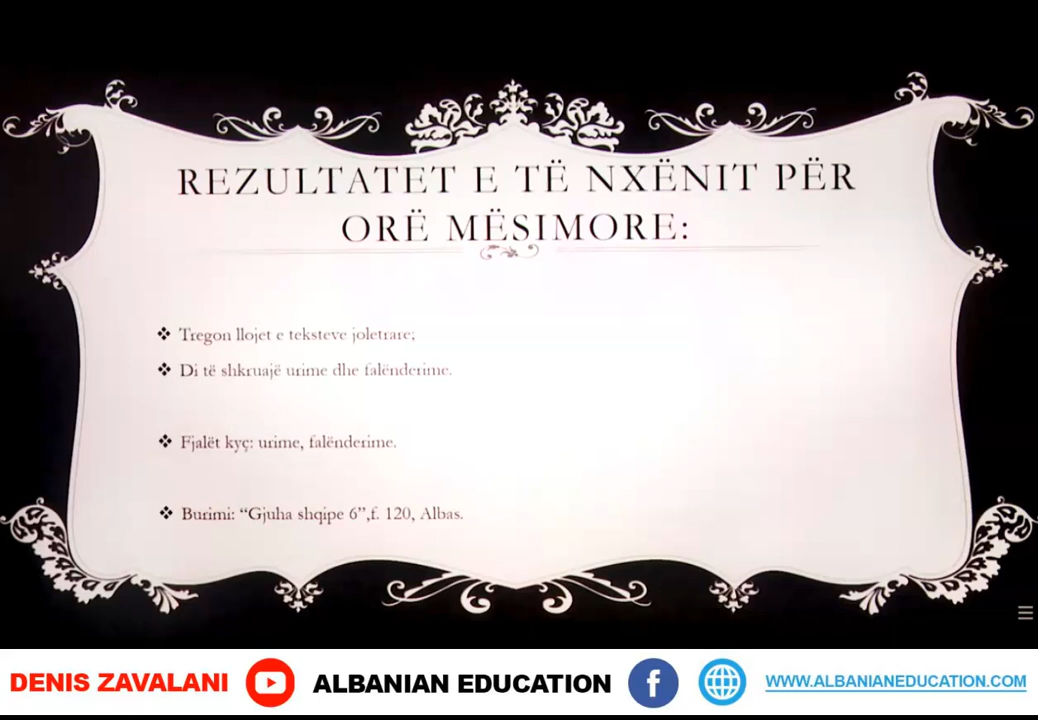 REZULTATET E TË NXËNIT PËR
ORË MËSIMORE:
❖ Tregon llojet e teksteve joletrare;
❖ Di të shkruajë urime dhe falënderime.
❖ Fjalët kyç: urime, falënderime.
❖ Burimi: “Gjuha shqipe 6”,f. 120, Albas.
DENIS ZAVALANI ALBANIAN EDUCATION WWW.ALBANIANEDUCATION.COM